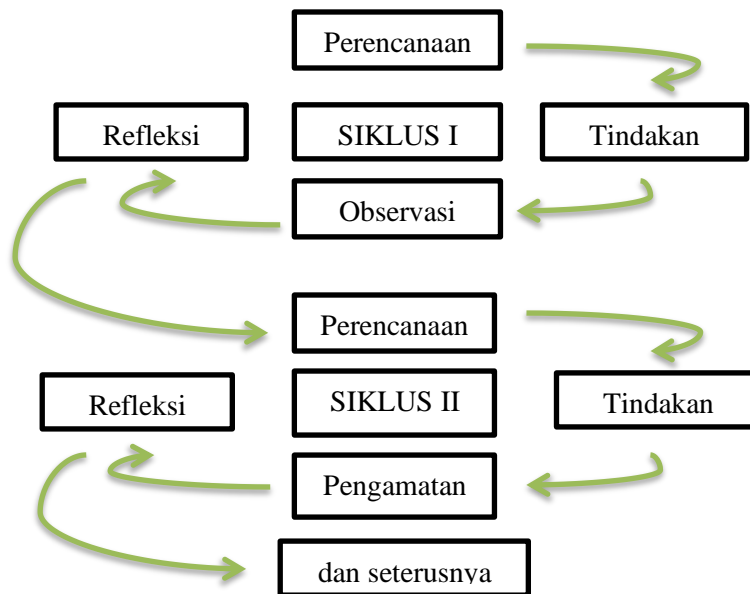 Perencanaan
Refleksi
SIKLUS I
Tindakan
Observasi
Perencanaan
Refleksi
SIKLUS II
Tindakan
Pengamatan
dan seterusnya